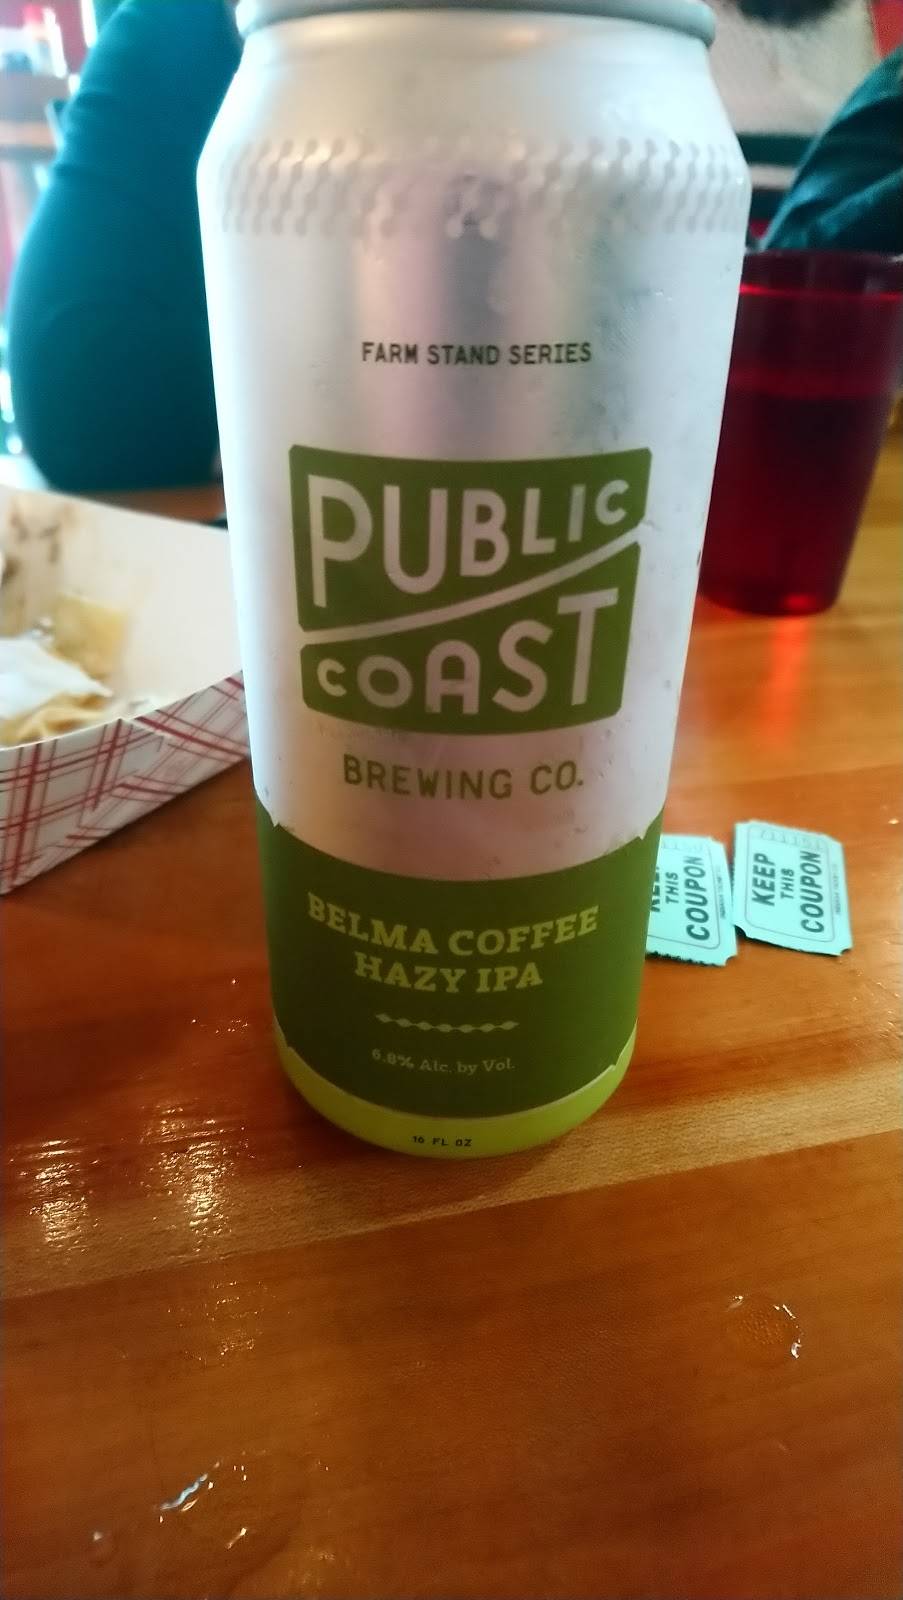 FARM STAND SERIES
PUBLIC
COAST
BREWING CO.
BELMA COFFEE
HAZY IPA
6.8% Alc. by Vol.
16 FL OZ
KEEP
THIS
COUPON
KEEP
THIS
COUPON